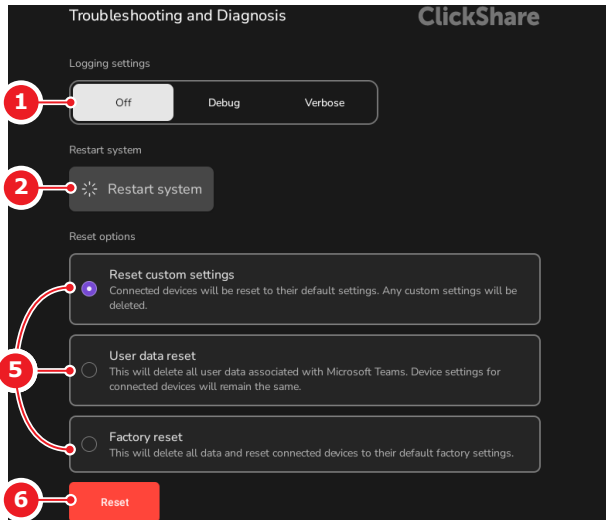 Troubleshooting and Diagnosis
ClickShare
Logging settings
1
Off
Debug
Verbose
Restart system
2
Restart system
Reset options
Reset custom settings
Connected devices will be reset to their default settings. Any custom settings will be
deleted.
5
User data reset
This will delete all user data associated with Microsoft Teams. Device settings for
connected devices will remain the same.
Factory reset
This will delete all data and reset connected devices to their default factory settings.
6
Reset